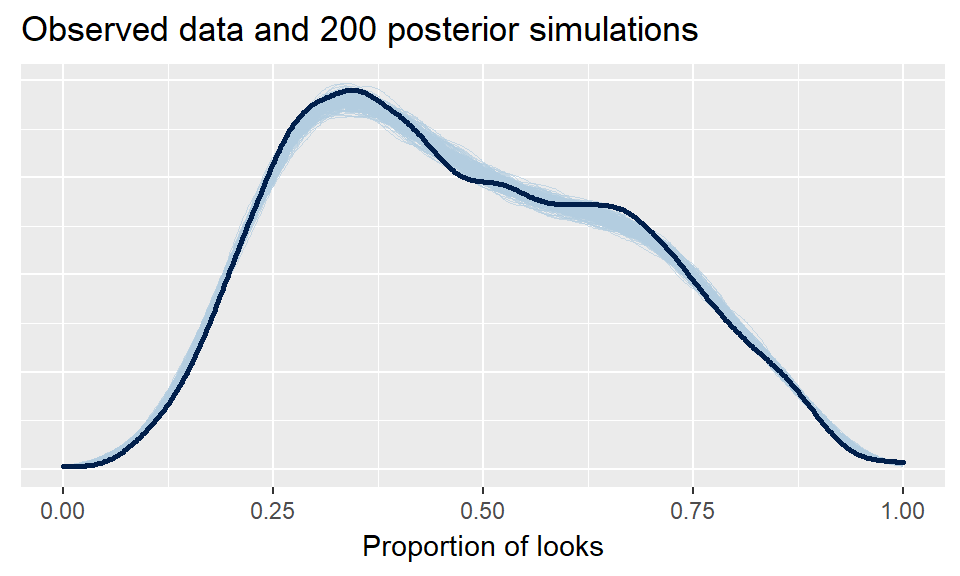 Observed data and 200 posterior simulations
0.00 0.25 0.50 0.75 1.00
Proportion of looks